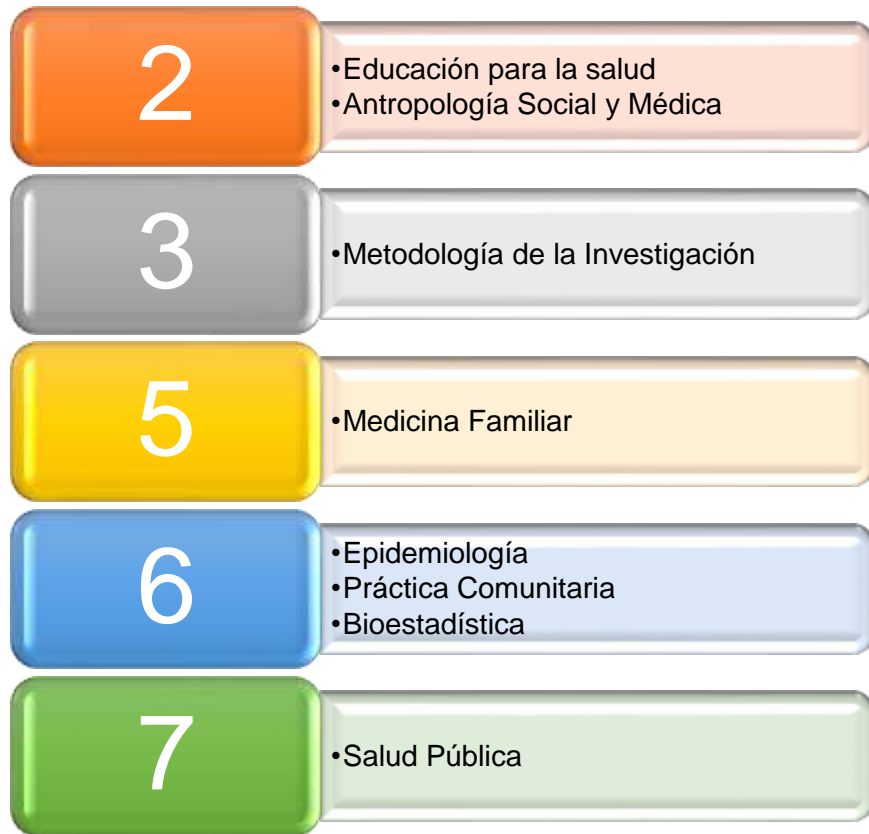 2
•Educación para la salud
•Antropología Social y Médica
3
•Metodología de la Investigación
5
•Medicina Familiar
6
•Epidemiología
•Práctica Comunitaria
•Bioestadística
7
•Salud Pública